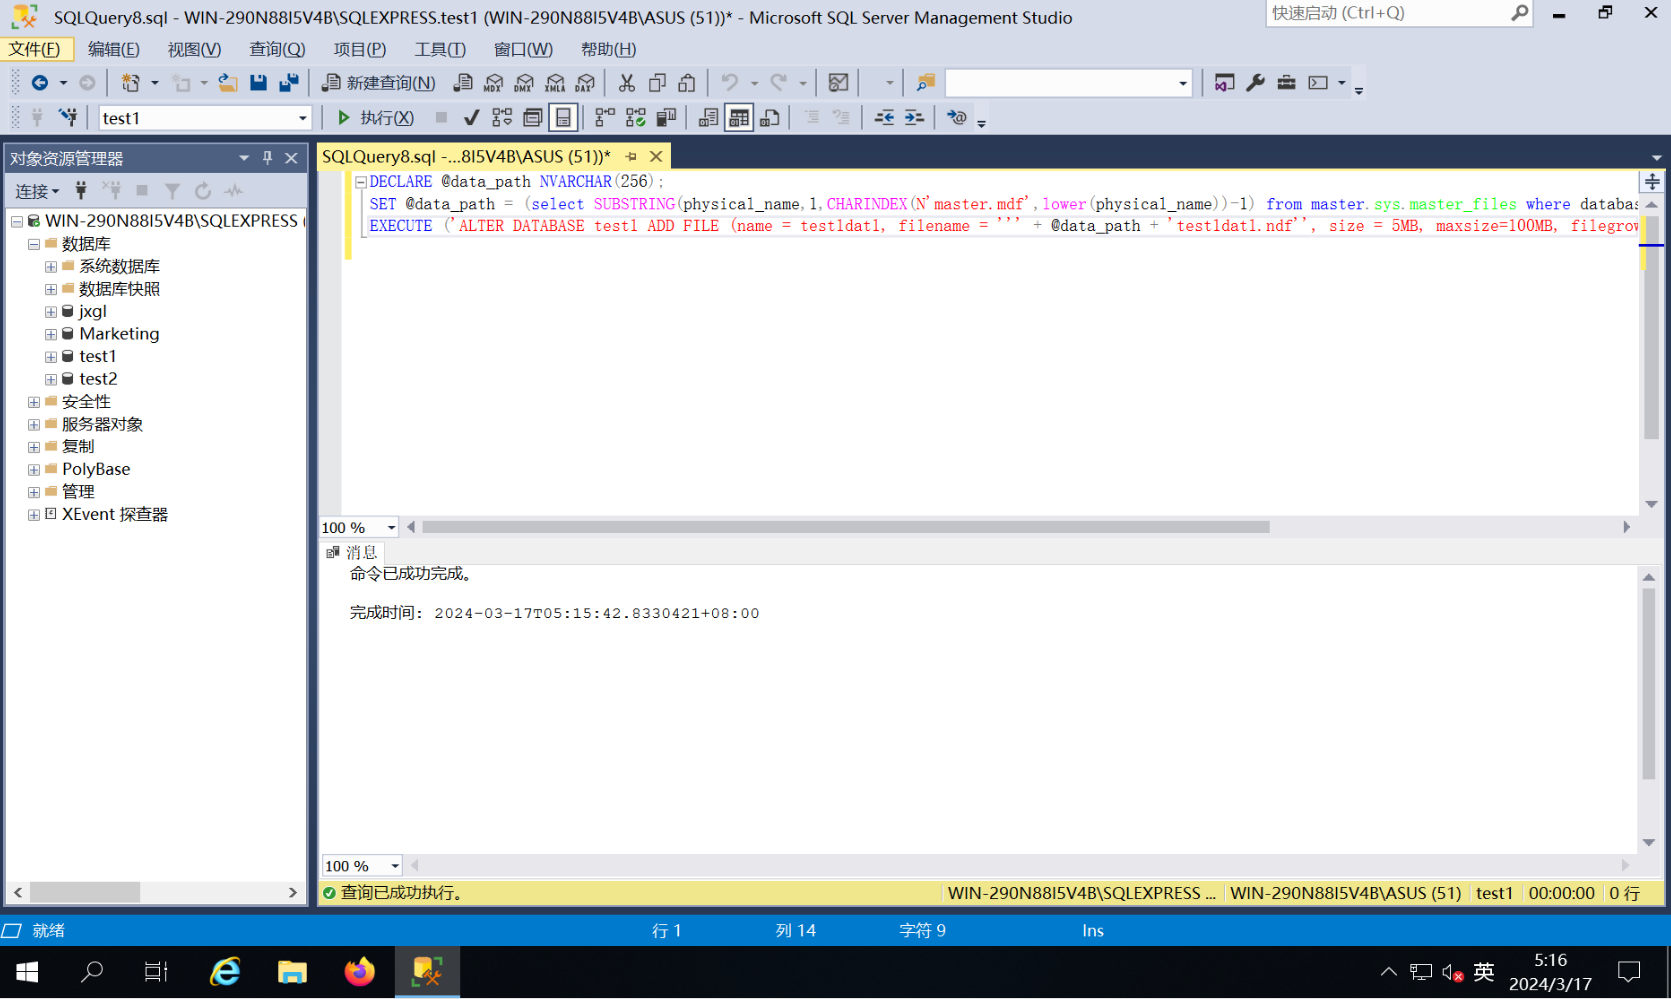 SQLQuery8.sql - WIN-290N88I5V4B\SQLEXPRESS.test1 (WIN-290N88I5V4B\ASUS (51))* - Microsoft SQL Server Management Studio
快速启动 (Ctrl+Q)
文件(F) 编辑(E) 视图(V) 查询(Q) 项目(P) 工具(T) 窗口(W) 帮助(H)
新建查询(N) MDX DMX XMLA DAX
test1 执行(X)
对象资源管理器
连接
WIN-290N88I5V4B\SQLEXPRESS (
数据库
系统数据库
数据库快照
jxgl
Marketing
test1
test2
安全性
服务器对象
复制
PolyBase
管理
XEvent 探查器
SQLQuery8.sql -...8I5V4B\ASUS (51))*
DECLARE @data_path NVARCHAR(256);
SET @data_path = (select SUBSTRING(physical_name,1,CHARINDEX(N'master.mdf',lower(physical_name))-1) from master.sys.master_files where databas
EXECUTE ('ALTER DATABASE test1 ADD FILE (name = test1dat1, filename = ''' + @data_path + 'test1dat1.ndf'', size = 5MB, maxsize=100MB, filegrow
100 %
消息
命令已成功完成。
完成时间: 2024-03-17T05:15:42.8330421+08:00
100 %
查询已成功执行。 WIN-290N88I5V4B\SQLEXPRESS ... WIN-290N88I5V4B\ASUS (51) test1 00:00:00 0 行
就绪 行 1 列 14 字符 9 Ins
英 5:16
2024/3/17